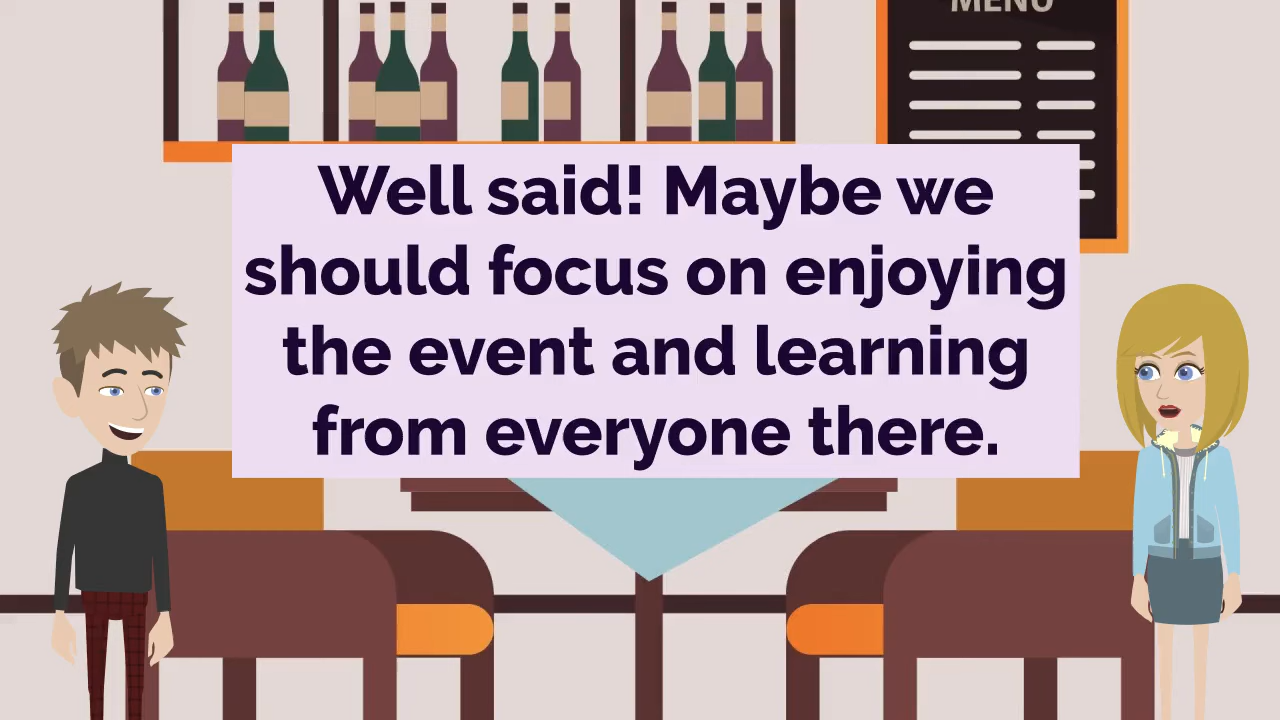 MENU
Well said! Maybe we
should focus on enjoying
the event and learning
from everyone there.